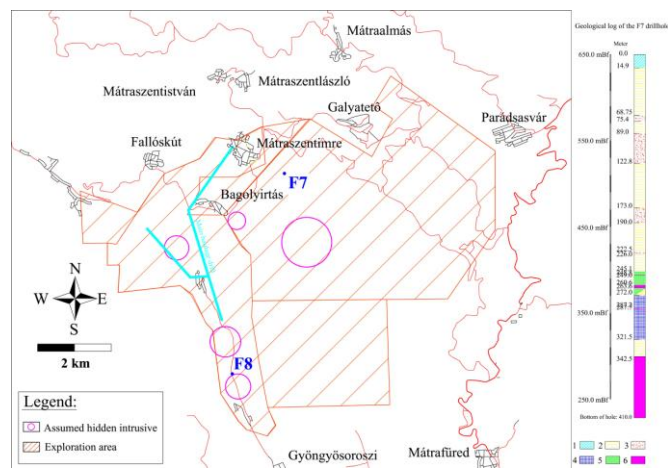 Geological log of the F7 drillhole
Meter
650.0 mBf
0.0
14.9
68.75
75.4
550.0 mBf
89.0
122.8
173.0
450.0 mBf
190.0
226.0
245.1
272.0
350.0 mBf
321.5
342.5
250.0 mBf
Bottom of hole: 410.0
1
2
3
4
5
6
Mátraalmás
Mátraszentistván
Mátraszentlászló
Galyatető
Parádsasvár
Fallóskút
Mátraszentimre
F7
Bagolyirtás
N
W
E
S
2 km
F8
Legend:
Assumed hidden intrusive
Exploration area
Gyöngyösoroszi
Mátrafüred